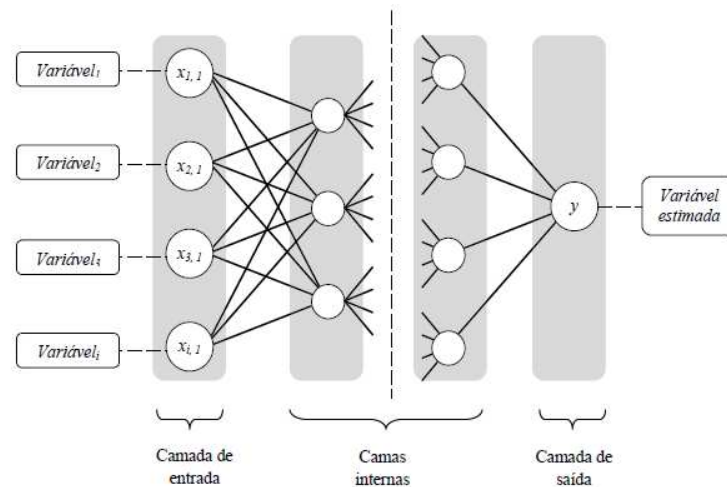 Variável₁
x₁, ₁
Variável₂
x₂, ₁
Variável₃
x₃, ₁
Variávelᵢ
xᵢ, ₁
y
Variável
estimada
Camada de
entrada
Camas
internas
Camada de
saída